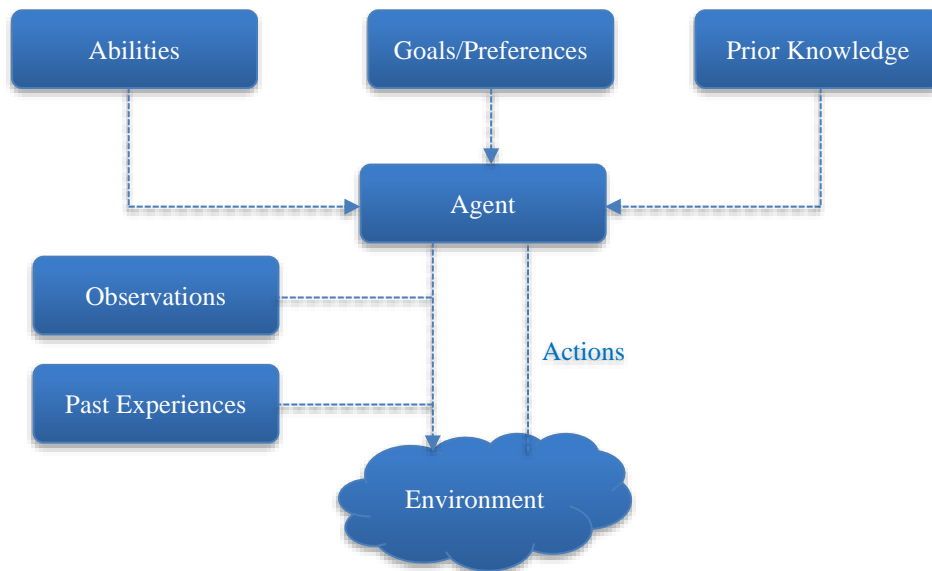 Abilities
Goals/Preferences
Prior Knowledge
Agent
Observations
Actions
Past Experiences
Environment